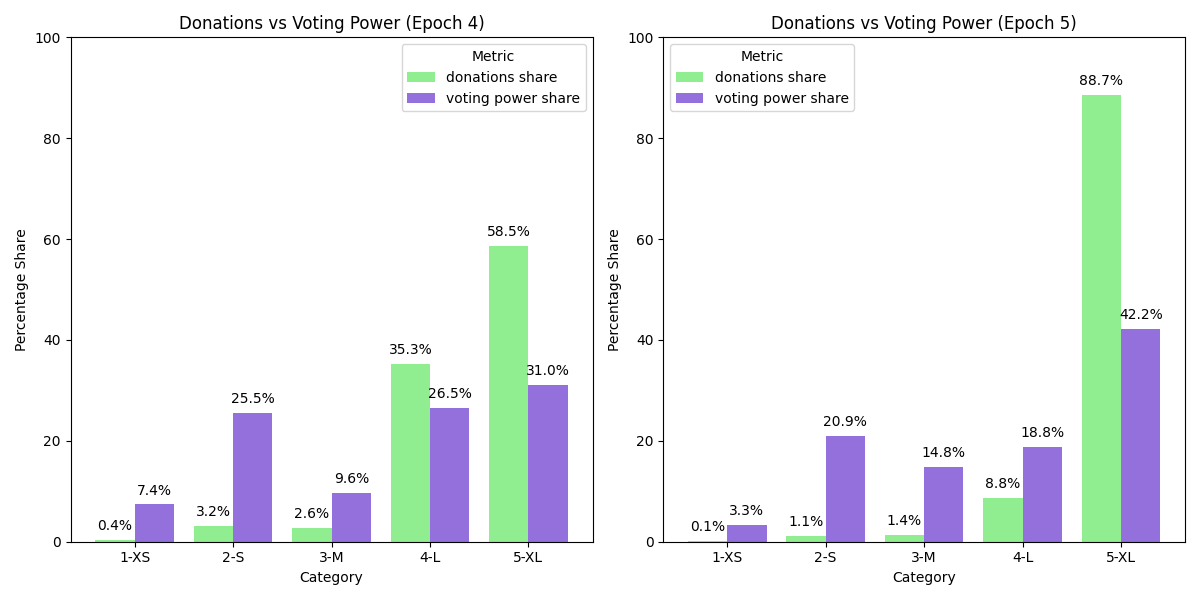 Donations vs Voting Power (Epoch 4)
Metric
donations share
voting power share
100
80
60
40
20
0
Percentage Share
0.4%
7.4%
3.2%
25.5%
2.6%
9.6%
35.3%
26.5%
58.5%
31.0%
1-XS
2-S
3-M
4-L
5-XL
Category
Donations vs Voting Power (Epoch 5)
Metric
donations share
voting power share
100
80
60
40
20
0
Percentage Share
0.1%
3.3%
1.1%
20.9%
1.4%
14.8%
8.8%
18.8%
88.7%
42.2%
1-XS
2-S
3-M
4-L
5-XL
Category